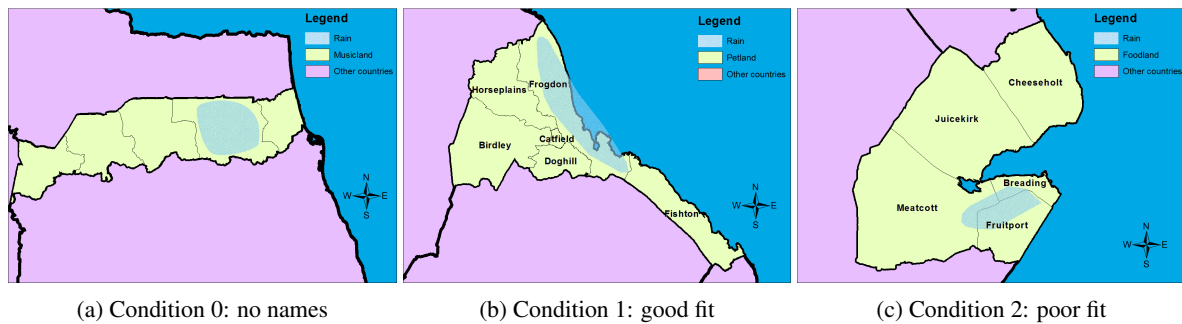 Legend
Rain
Musicland
Other countries
N
W E
S
(a) Condition 0: no names
Legend
Rain
Petland
Other countries
Frogdon
Horseplains
Catfield
Birdley
Doghill
Fishton
N
W E
S
(b) Condition 1: good fit
Legend
Rain
Foodland
Other countries
Cheeseholt
Juicekirk
Breading
Meatcott
Fruitport
N
W E
S
(c) Condition 2: poor fit